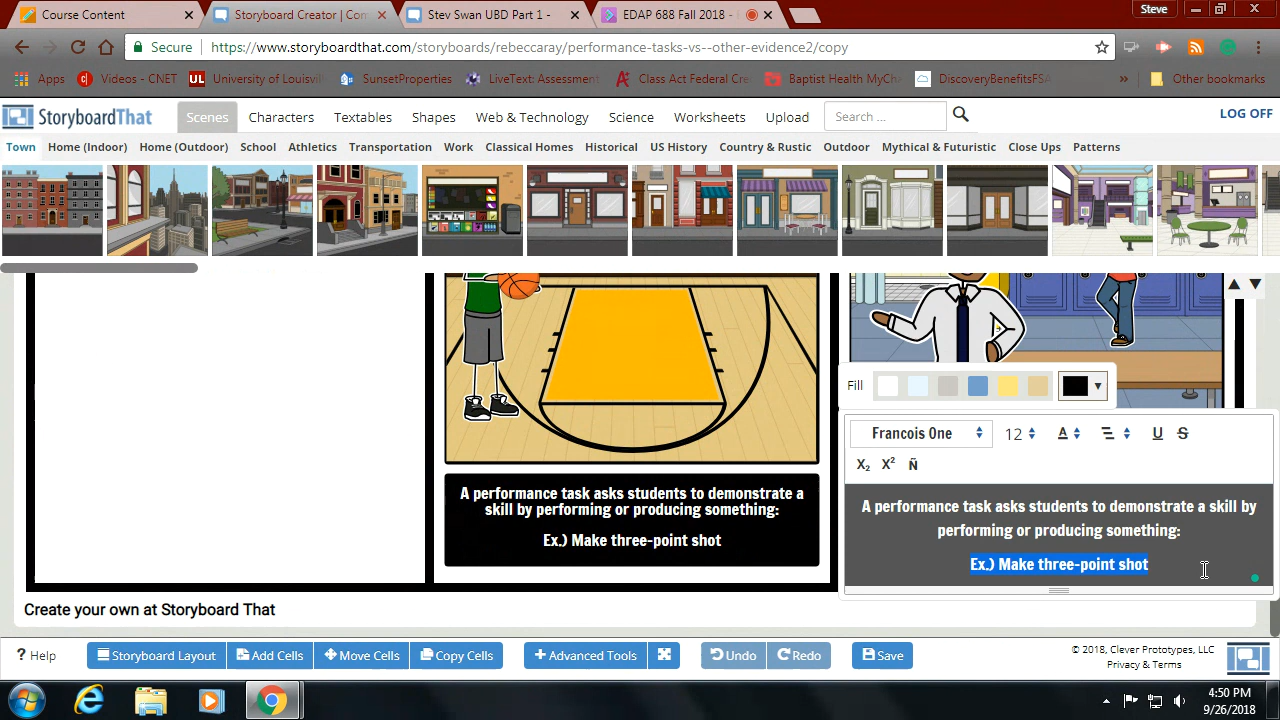 Course Content
Storyboard Creator | Con
Stev Swan UBD Part 1 -
EDAP 688 Fall 2018 -
Steve
Secure
https://www.storyboardthat.com/storyboards/rebeccaray/performance-tasks-vs--other-evidence2/copy
Apps
Videos - CNET
University of Louisvill
SunsetProperties
LiveText: Assessment
Class Act Federal Cre
Baptist Health MyCha
DiscoveryBenefitsFSA
Other bookmarks
StoryboardThat
Scenes
Characters
Textables
Shapes
Web & Technology
Science
Worksheets
Upload
Search ...
LOG OFF
Town
Home (Indoor)
Home (Outdoor)
School
Athletics
Transportation
Work
Classical Homes
Historical
US History
Country & Rustic
Outdoor
Mythical & Futuristic
Close Ups
Patterns
Fill
Francois One
12
A
U
S
X₂
X²
Ñ
A performance task asks students to demonstrate a
skill by performing or producing something:
Ex.) Make three-point shot
A performance task asks students to demonstrate a skill by
performing or producing something:
Ex.) Make three-point shot
Create your own at Storyboard That
? Help
Storyboard Layout
Add Cells
Move Cells
Copy Cells
+ Advanced Tools
Undo
Redo
Save
© 2018, Clever Prototypes, LLC
Privacy & Terms
4:50 PM
9/26/2018